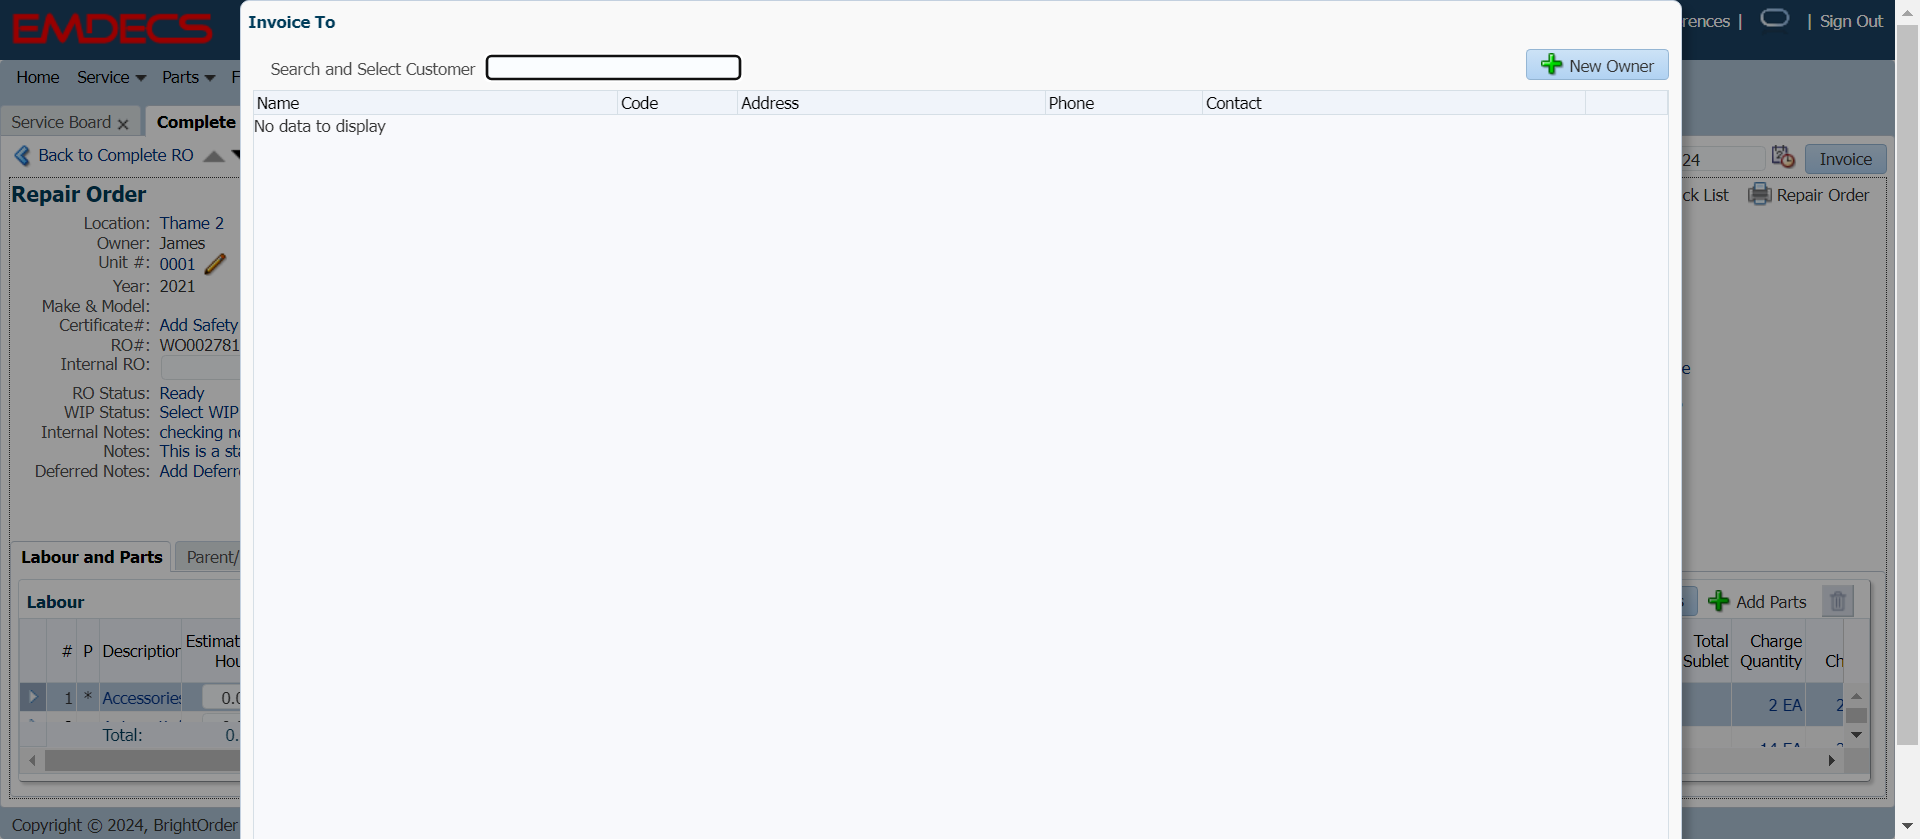 EMDECS
Invoice To
rences | | Sign Out
Search and Select Customer
New Owner
Home Service Parts F
Name Code Address Phone Contact
No data to display
Service Board Complete
Back to Complete RO
24 Invoice
Repair Order
ck List Repair Order
Location: Thame 2
Owner: James
Unit #: 0001
Year: 2021
Make & Model:
Certificate#: Add Safety
RO#: WO002781
Internal RO:
e
RO Status: Ready
WIP Status: Select WIP
Internal Notes: checking no
Notes: This is a sta
Deferred Notes: Add Deferre
Labour and Parts Parent/
Labour
Add Parts
# P Description Estimat
Hou
Total
Sublet
Charge
Quantity
Ch
1 * Accessories 0.0
2 EA 2
Total: 0.
14 EA
Copyright © 2024, BrightOrder